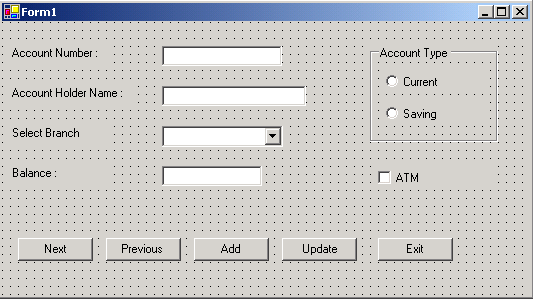 Form1
Account Number :
Account Type
Current
Account Holder Name :
Saving
Select Branch
Balance :
ATM
Next Previous Add Update Exit